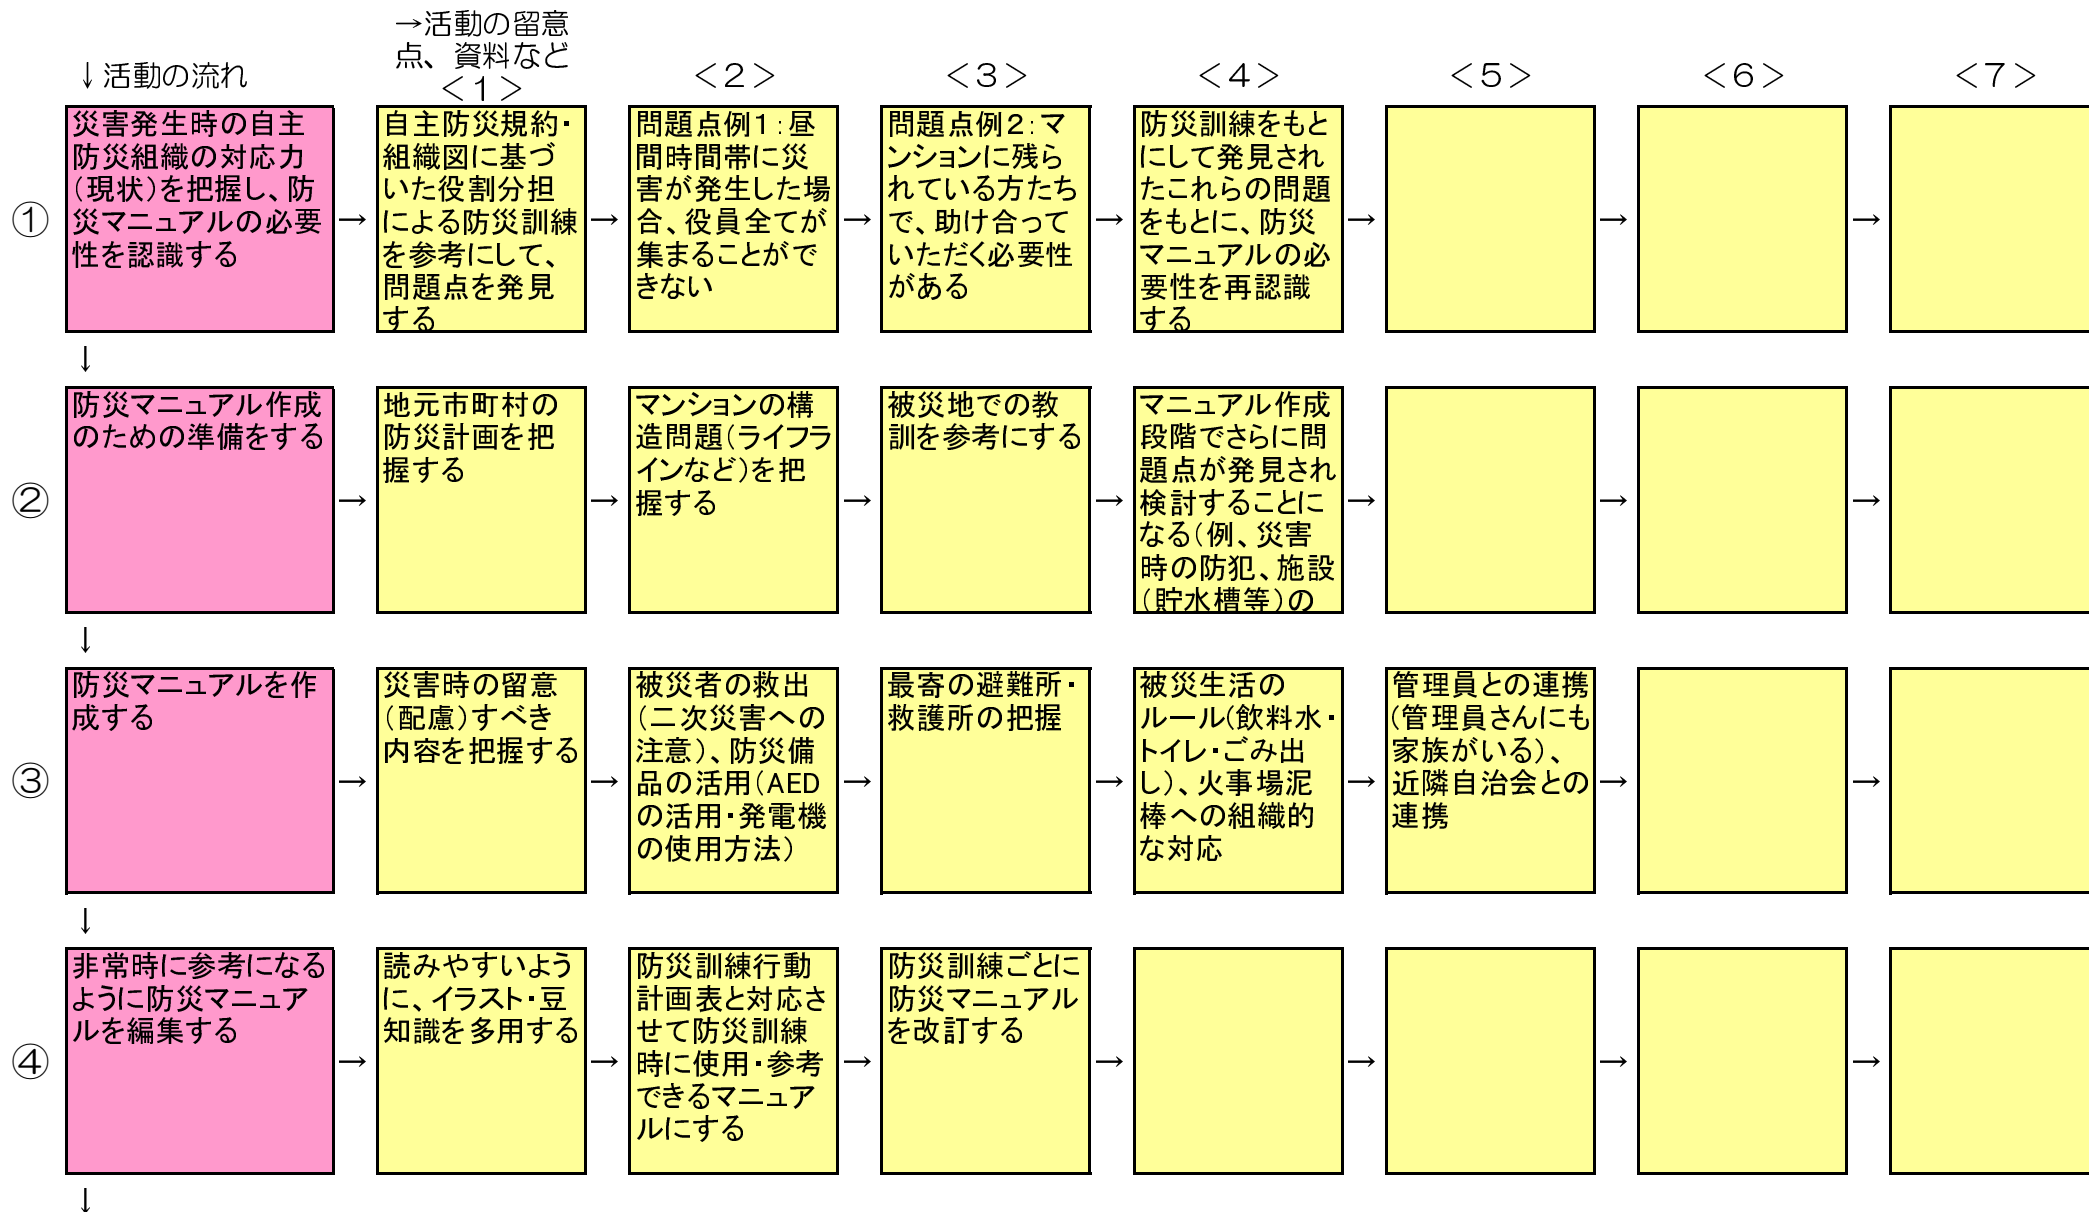 →活動の留意
点、資料など
↓活動の流れ
＜１＞
＜２＞
＜３＞
＜４＞
＜５＞
＜６＞
＜７＞
①
災害発生時の自主
防災組織の対応力
（現状）を把握し、防
災マニュアルの必要
性を認識する
→
自主防災規約・
組織図に基づ
いた役割分担
による防災訓練
を参考にして、
問題点を発見
する
→
問題点例１：昼
間時間帯に災
害が発生した場
合、役員全てが
集まることがで
きない
→
問題点例２：マ
ンションに残ら
れている方たち
で、助け合って
いただく必要性
がある
→
防災訓練をもと
にして発見され
たこれらの問題
をもとに、防災
マニュアルの必
要性を再認識
する
→
→
→
↓
②
防災マニュアル作成
のための準備をする
→
地元市町村の
防災計画を把
握する
→
マンションの構
造問題（ライフラ
インなど）を把
握する
→
被災地での教
訓を参考にする
→
マニュアル作成
段階でさらに問
題点が発見され
検討することに
なる（例、災害
時の防犯、施設
（貯水槽等）の
→
→
→
↓
③
防災マニュアルを作
成する
→
災害時の留意
（配慮）すべき
内容を把握する
→
被災者の救出
（二次災害への
注意）、防災備
品の活用（AED
の活用・発電機
の使用方法）
→
最寄の避難所・
救護所の把握
→
被災生活の
ルール（飲料水・
トイレ・ごみ出
し）、火事場泥
棒への組織的
な対応
→
管理員との連携
（管理員さんにも
家族がいる）、
近隣自治会との
連携
→
→
↓
④
非常時に参考になる
ように防災マニュア
ルを編集する
→
読みやすいよう
に、イラスト・豆
知識を多用する
→
防災訓練行動
計画表と対応さ
せて防災訓練
時に使用・参考
できるマニュア
ルにする
→
防災訓練ごとに
防災マニュアル
を改訂する
→
→
→
→
↓